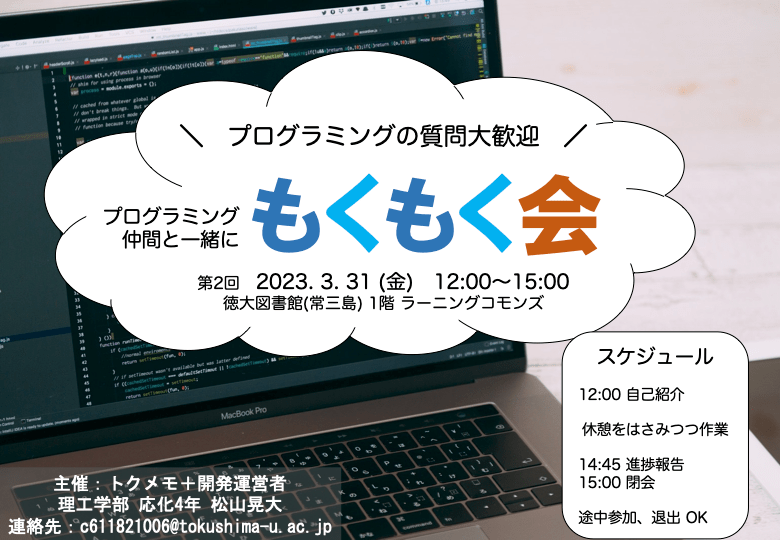 ＼ プログラミングの質問大歓迎 ／
プログラミング
仲間と一緒に
もくもく会
第2回 2023. 3. 31 (金) 12:00〜15:00
徳大図書館(常三島) 1階 ラーニングコモンズ
スケジュール
12:00 自己紹介
休憩をはさみつつ作業
14:45 進捗報告
15:00 閉会
途中参加、退出 OK
MacBook Pro
主催：トクメモ＋開発運営者
理工学部 応化4年 松山晃大
連絡先：c611821006@tokushima-u.ac.jp